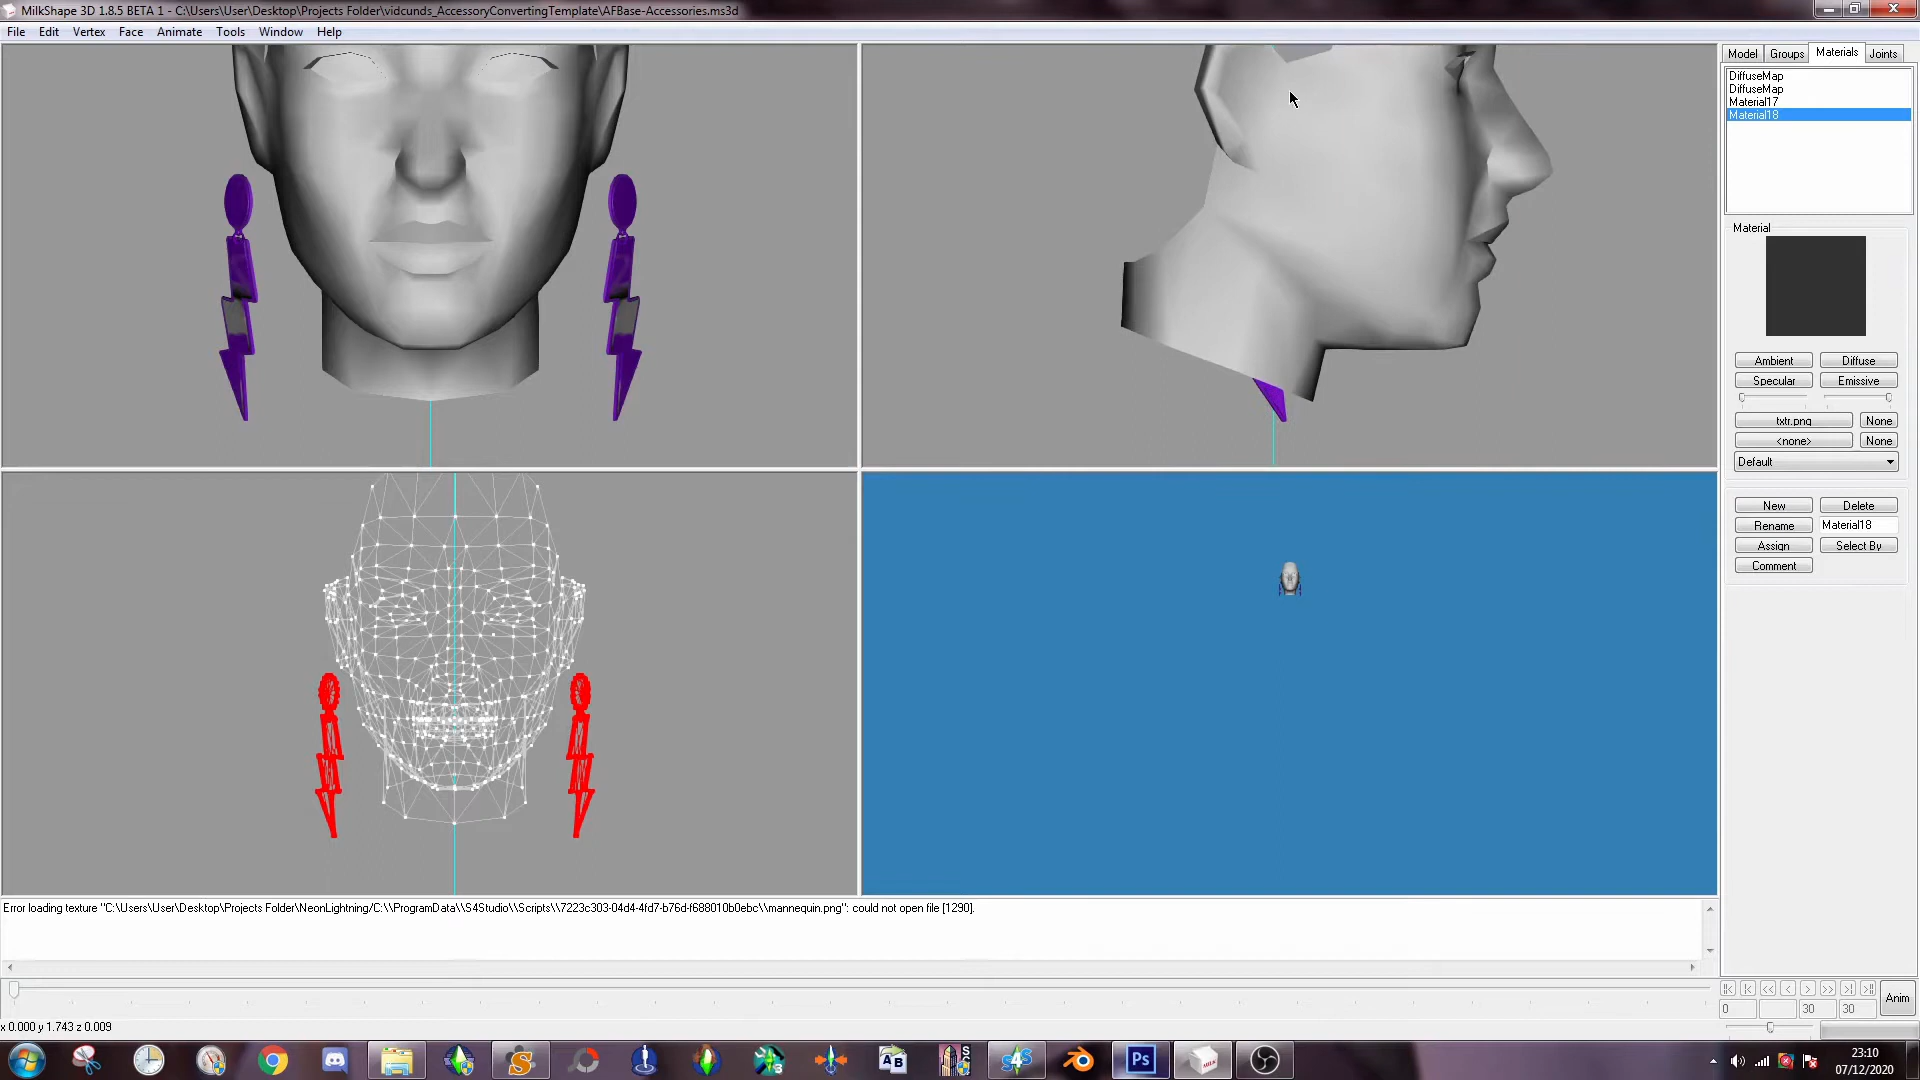 MilkShape 3D 1.8.5 BETA 1 - C:\Users\User\Desktop\Projects Folder\vidcunds_AccessoryConvertingTemplate\AFBase-Accessories.ms3d
File Edit Vertex Face Animate Tools Window Help
Model Groups Materials Joints
DiffuseMap
DiffuseMap
Material17
Material18
Material
Ambient Diffuse
Specular Emissive
txtr.png None
<none> None
Default
New Delete
Rename Material18
Assign Select By
Comment
Error loading texture "C:\Users\User\Desktop\Projects Folder\NeonLightning/C:\\ProgramData\\S4Studio\\Scripts\\7223c303-04d4-4fd7-b76d-f688010b0ebc\\mannequin.png": could not open file [1290].
Anim
0 30 30
x 0.000 y 1.743 z 0.009
23:10
07/12/2020